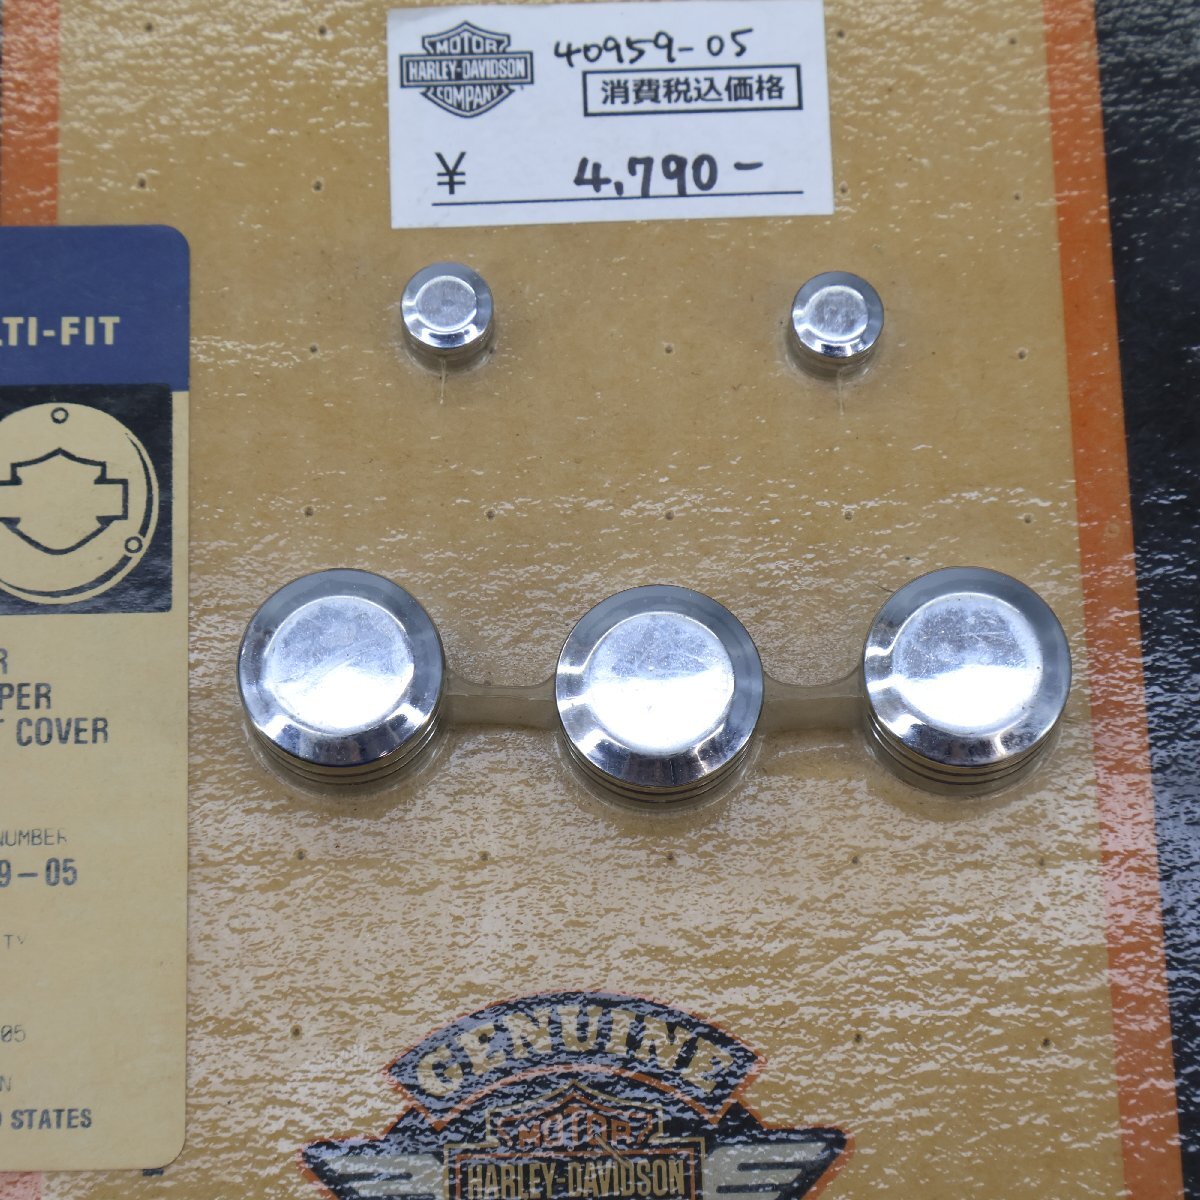 MOTOR
HARLEY-DAVIDSON
COMPANY
40959-05
消費税込価格
¥ 4,790-
LTI-FIT
R
PER
T COVER
NUMBER
9-05
TY
05
N
STATES
GENUINE
MOTOR
HARLEY-DAVIDSON